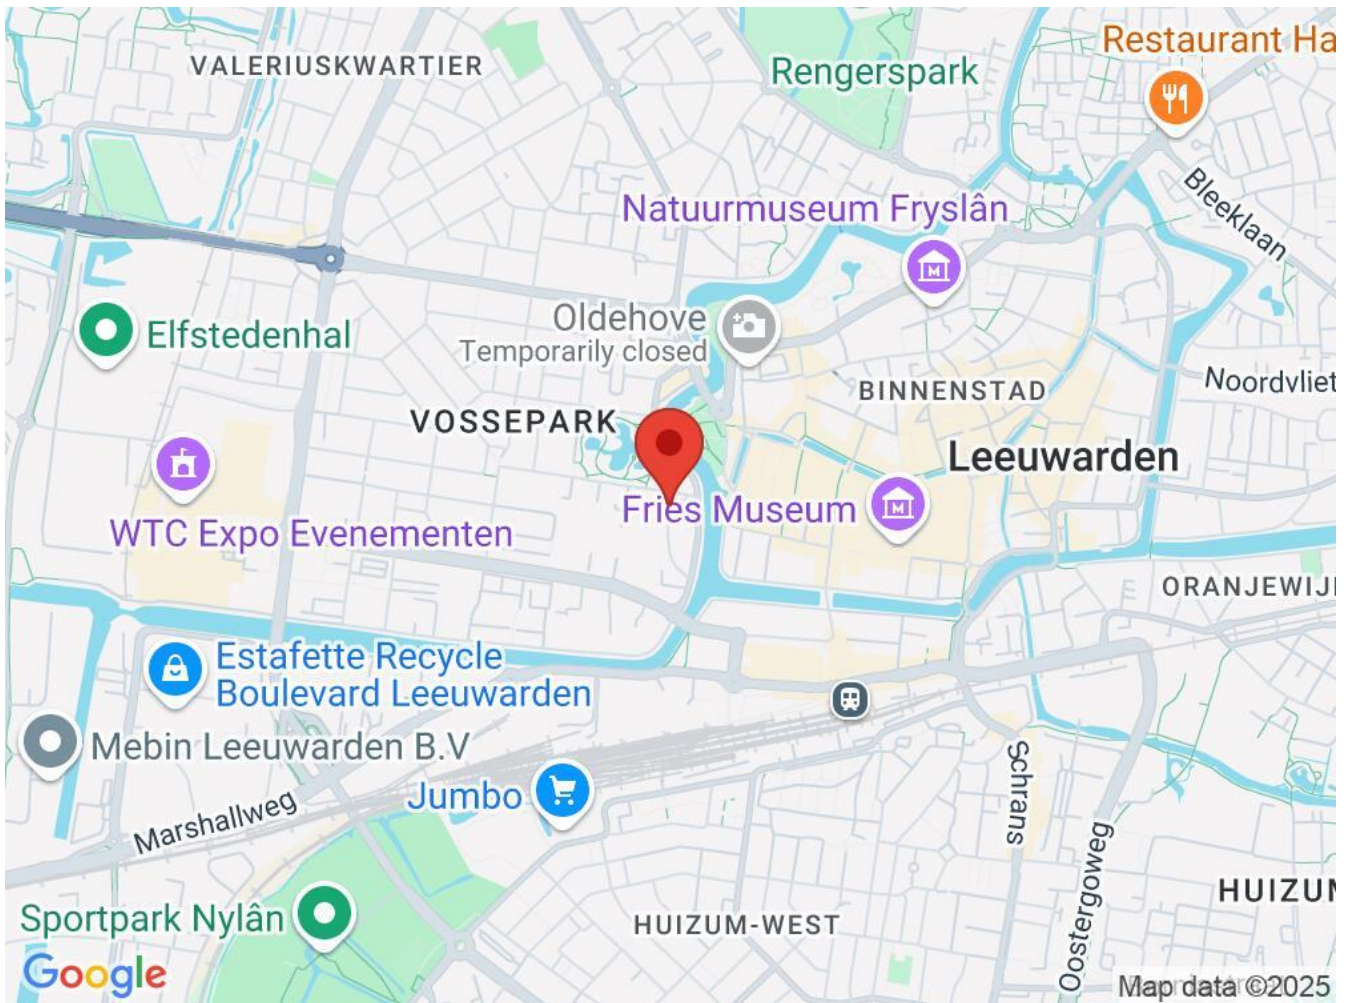 Restaurant Ha
VALERIUSKWARTIER
Rengerspark
Bleeklaan
Natuurmuseum Fryslân
Oldehove
Temporarily closed
Elfstedenhal
BINNENSTAD
Noordvliet
VOSSEPARK
Leeuwarden
Fries Museum
WTC Expo Evenementen
ORANJEWIJ
Estafette Recycle
Boulevard Leeuwarden
Mebin Leeuwarden B.V
Jumbo
Schrans
Marshallweg
Oostergoweg
HUIZUM
Sportpark Nylân
HUIZUM-WEST
Google
Map data ©2025